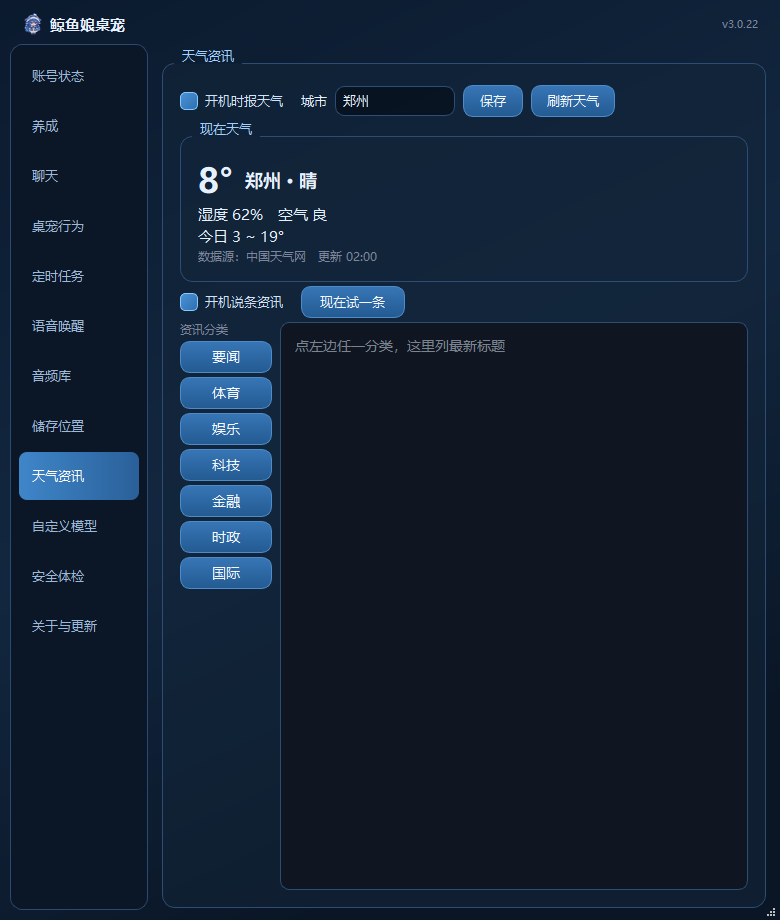 鲸鱼娘桌宠
v3.0.22
账号状态
养成
聊天
桌宠行为
定时任务
语音唤醒
音频库
储存位置
天气资讯
自定义模型
安全体检
关于与更新
天气资讯
开机时报天气 城市 郑州 保存 刷新天气
现在天气
8° 郑州·晴
湿度 62% 空气 良
今日 3 ~ 19°
数据源：中国天气网 更新 02:00
开机说条资讯 现在试一条
资讯分类
要闻
体育
娱乐
科技
金融
时政
国际
点左边任一分类，这里列最新标题